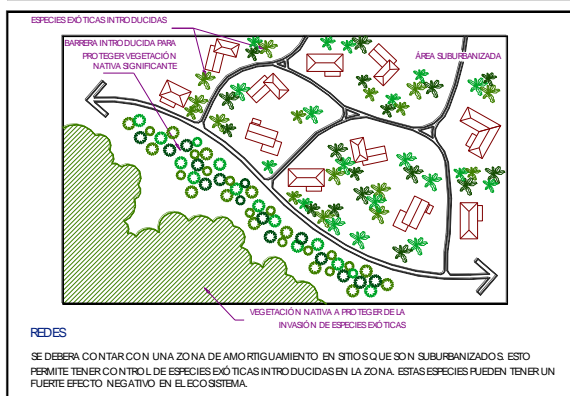 ESPECIES EXÓTICAS INTRODUCIDAS
BARRERA INTRODUCIDA PARA
PROTEGER VEGETACIÓN
NATIVA SIGNIFICANTE
ÁREA SUBURBANIZADA
VEGETACIÓN NATIVA A PROTEGER DE LA
INVASIÓN DE ESPECIES EXÓTICAS
REDES
SE DEBERA CONTAR CON UNA ZONA DE AMORTIGUAMIENTO EN SITIOS QUE SON SUBURBANIZADOS. ESTO
PERMITE TENER CONTROL DE ESPECIES EXÓTICAS INTRODUCIDAS EN LA ZONA. ESTAS ESPECIES PUEDEN TENER UN
FUERTE EFECTO NEGATIVO EN EL ECOSISTEMA.